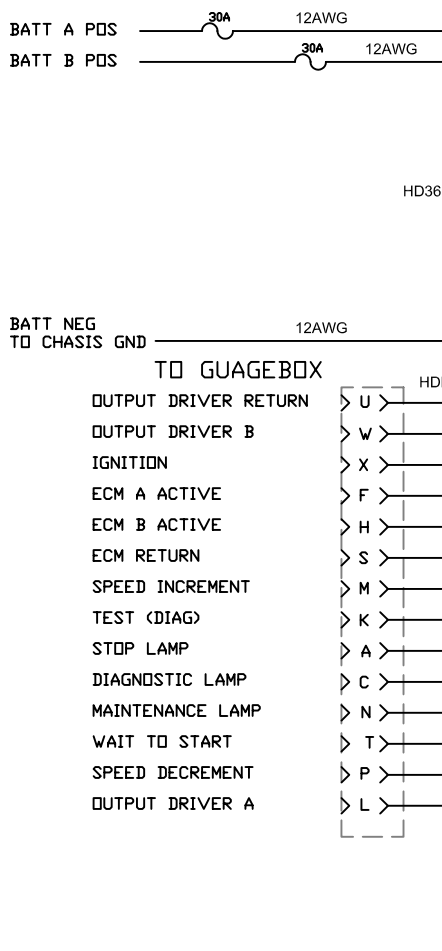 30A 12AWG
BATT A POS
30A 12AWG
BATT B POS
HD36
BATT NEG
12AWG
TO CHASIS GND
TO GUAGEBOX
HD
OUTPUT DRIVER RETURN U
OUTPUT DRIVER B W
IGNITION X
ECM A ACTIVE F
ECM B ACTIVE H
ECM RETURN S
SPEED INCREMENT M
TEST (DIAG) K
STOP LAMP A
DIAGNOSTIC LAMP C
MAINTENANCE LAMP N
WAIT TO START T
SPEED DECREMENT P
OUTPUT DRIVER A L